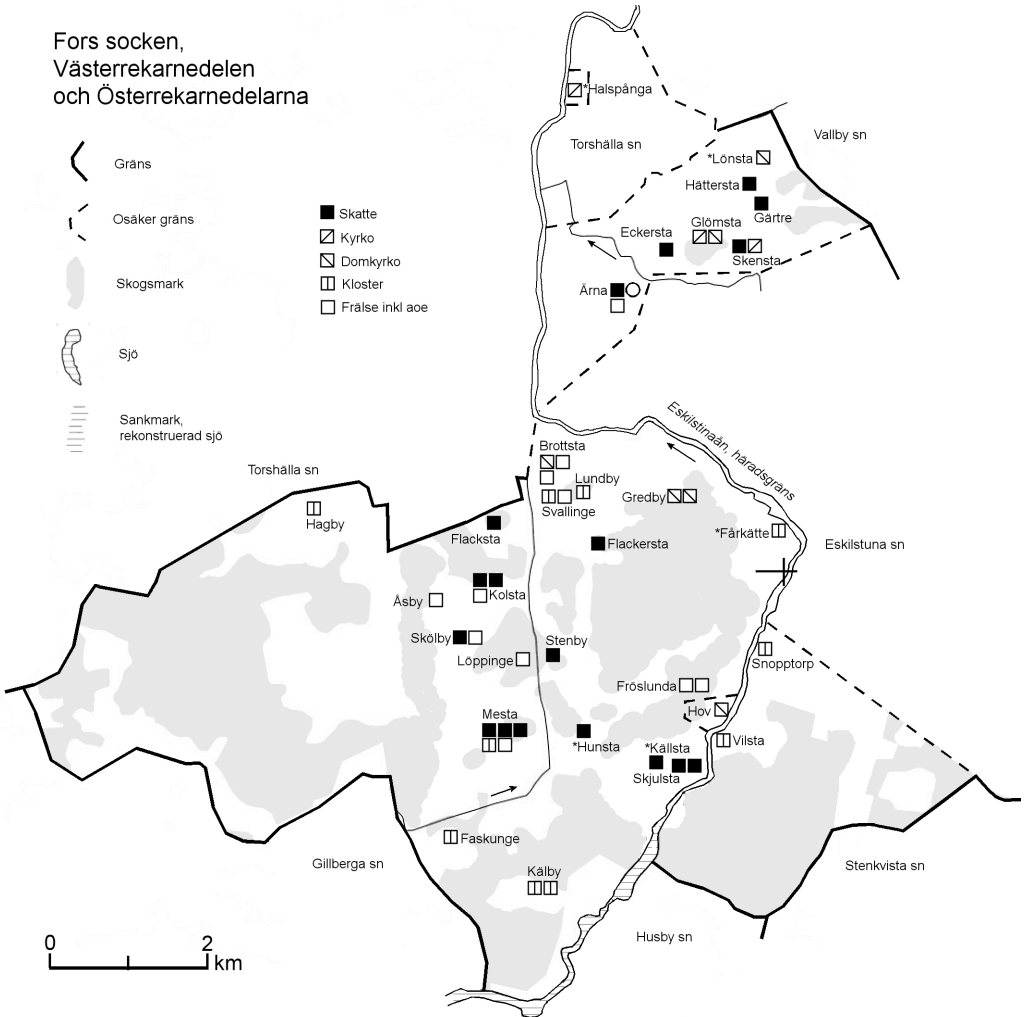 Fors socken,
Västerrekarnedelen
och Österrekarnedelarna
Gräns
Osäker gräns
Skogsmark
Sjö
Sankmark,
rekonstruerad sjö
Skatte
Kyrko
Domkyrko
Kloster
Frälse inkl aoe
*Halspånga
Torshälla sn
Vallby sn
*Lönsta
Hättersta
Gärtre
Glömsta
Eckersta
Skensta
Ärna
Eskilstinaån, häradsgräns
Brottsta
Lundby
Torshälla sn
Gredby
Svallinge
Hagby
Flacksta
*Fårkätte
Flackersta
Eskilstuna sn
Kolsta
Åsby
Skölby
Stenby
Löppinge
Snopptorp
Fröslunda
Hov
Mesta
*Hunsta
*Källsta
Vilsta
Skjulsta
Faskunge
Gillberga sn
Stenkvista sn
Kälby
Husby sn
0 2
km